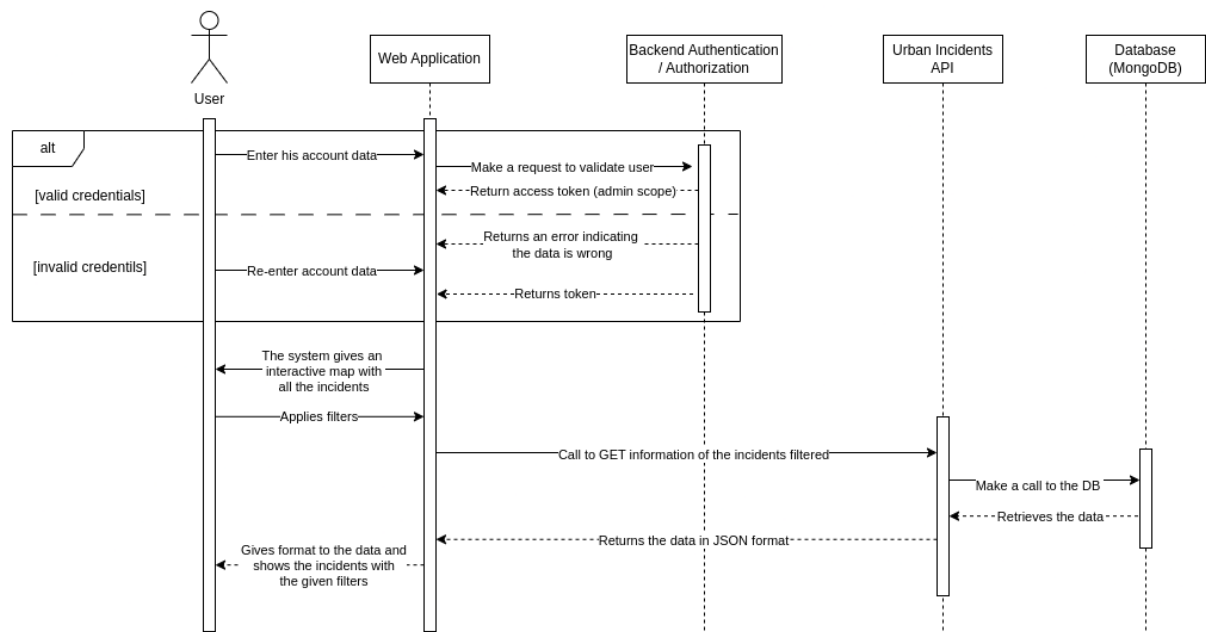 User
Web Application
Backend Authentication
/ Authorization
Urban Incidents
API
Database
(MongoDB)
alt
[valid credentials]
Enter his account data
Make a request to validate user
Return access token (admin scope)
[invalid credentils]
Returns an error indicating
the data is wrong
Re-enter account data
Returns token
The system gives an
interactive map with
all the incidents
Applies filters
Call to GET information of the incidents filtered
Make a call to the DB
Retrieves the data
Returns the data in JSON format
Gives format to the data and
shows the incidents with
the given filters